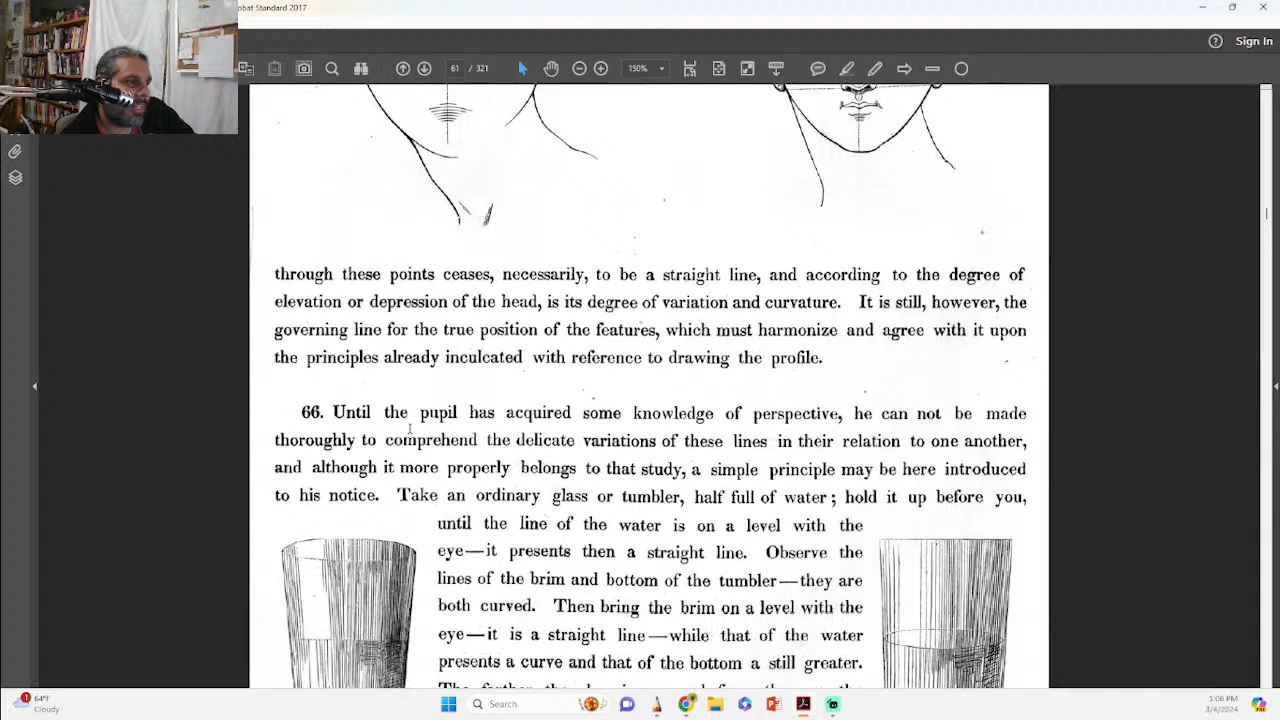 obat Standard 2017
Sign In
61 / 321
150%
through these points ceases, necessarily, to be a straight line, and according to the degree of
elevation or depression of the head, is its degree of variation and curvature. It is still, however, the
governing line for the true position of the features, which must harmonize and agree with it upon
the principles already inculcated with reference to drawing the profile.
66. Until the pupil has acquired some knowledge of perspective, he can not be made
thoroughly to comprehend the delicate variations of these lines in their relation to one another,
and although it more properly belongs to that study, a simple principle may be here introduced
to his notice. Take an ordinary glass or tumbler, half full of water; hold it up before you,
until the line of the water is on a level with the
eye—it presents then a straight line. Observe the
lines of the brim and bottom of the tumbler—they are
both curved. Then bring the brim on a level with the
eye—it is a straight line—while that of the water
presents a curve and that of the bottom a still greater.
1
64°F
Cloudy
Search
1:06 PM
3/4/2024